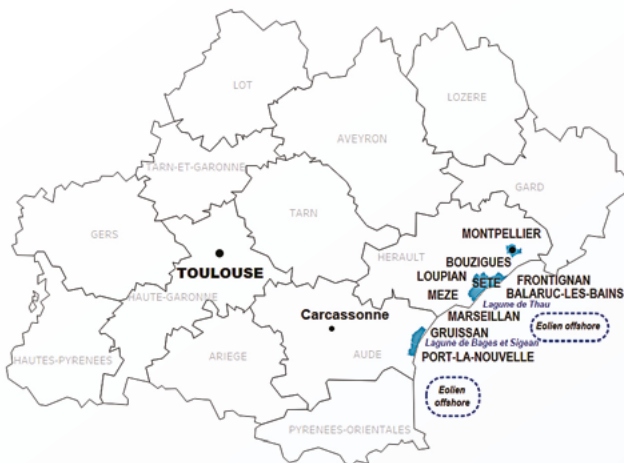 LOT
LOZERE
AVEYRON
TARN-ET-GARONNE
GARD
TARN
GERS
MONTPELLIER
HERAULT
BOUZIGUES
TOULOUSE
LOUPIAN
SETE
FRONTIGNAN
MEZE
BALARUC-LES-BAINS
HAUTE-GARONNE
Lagune de Thau
Carcassonne
MARSEILLAN
Eolien offshore
GRUISSAN
Lagune de Bages et Sigean
HAUTES-PYRENEES
ARIEGE
AUDE
PORT-LA-NOUVELLE
Eolien
offshore
PYRENEES-ORIENTALES